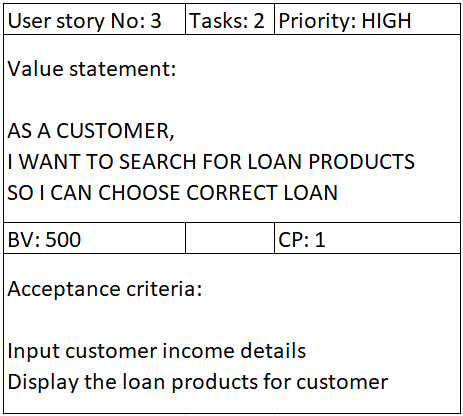 User story No: 3 Tasks: 2 Priority: HIGH
Value statement:
AS A CUSTOMER,
I WANT TO SEARCH FOR LOAN PRODUCTS
SO I CAN CHOOSE CORRECT LOAN
BV: 500 CP: 1
Acceptance criteria:
Input customer income details
Display the loan products for customer